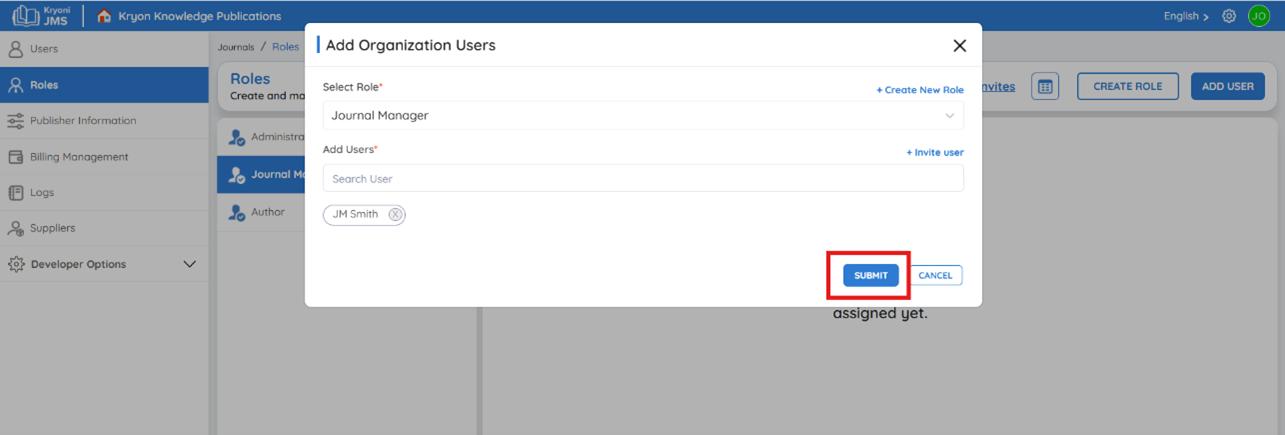 Kryoni
JMS
Kryon Knowledge Publications
English >
JO
Users
Roles
Publisher Information
Billing Management
Logs
Suppliers
Developer Options
Journals / Roles
Roles
Create and ma
nvites
CREATE ROLE
ADD USER
Administra
Journal Ma
Author
Add Organization Users
Select Role*
+ Create New Role
Journal Manager
Add Users*
+ Invite user
Search User
JM Smith
SUBMIT
CANCEL
assigned yet.